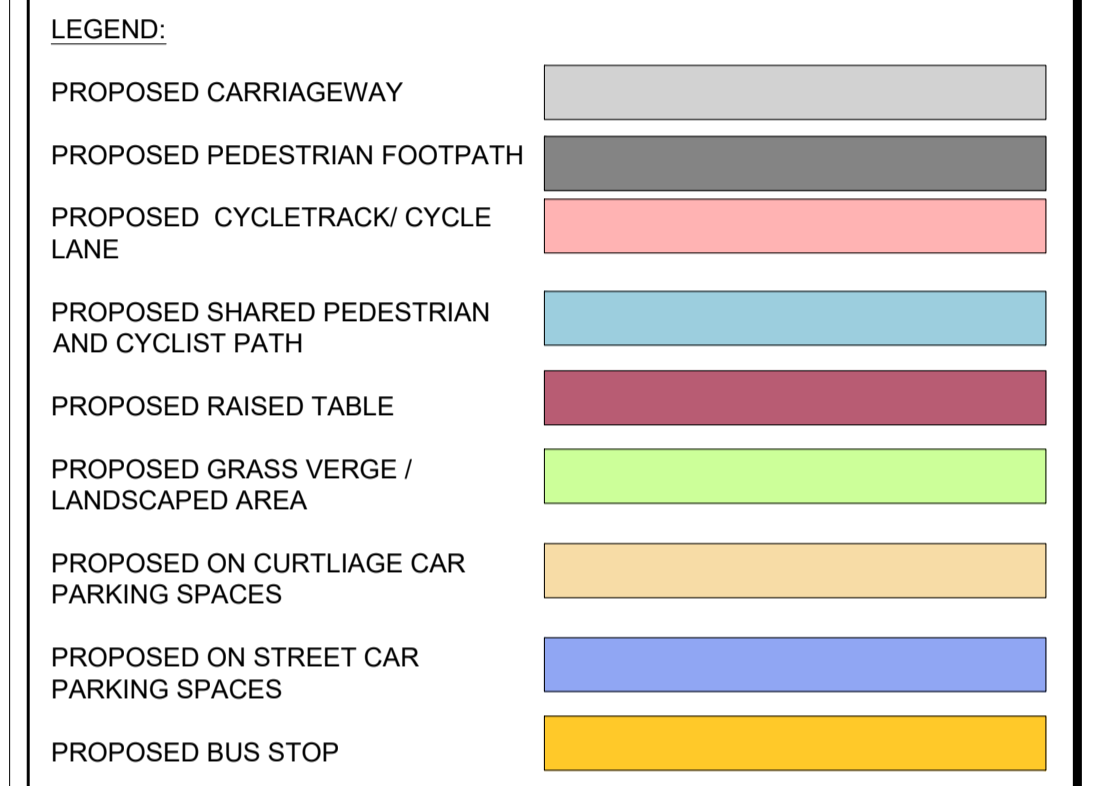 LEGEND:
PROPOSED CARRIAGEWAY
PROPOSED PEDESTRIAN FOOTPATH
PROPOSED CYCLETRACK/ CYCLE
LANE
PROPOSED SHARED PEDESTRIAN
AND CYCLIST PATH
PROPOSED RAISED TABLE
PROPOSED GRASS VERGE /
LANDSCAPED AREA
PROPOSED ON CURTLIAGE CAR
PARKING SPACES
PROPOSED ON STREET CAR
PARKING SPACES
PROPOSED BUS STOP